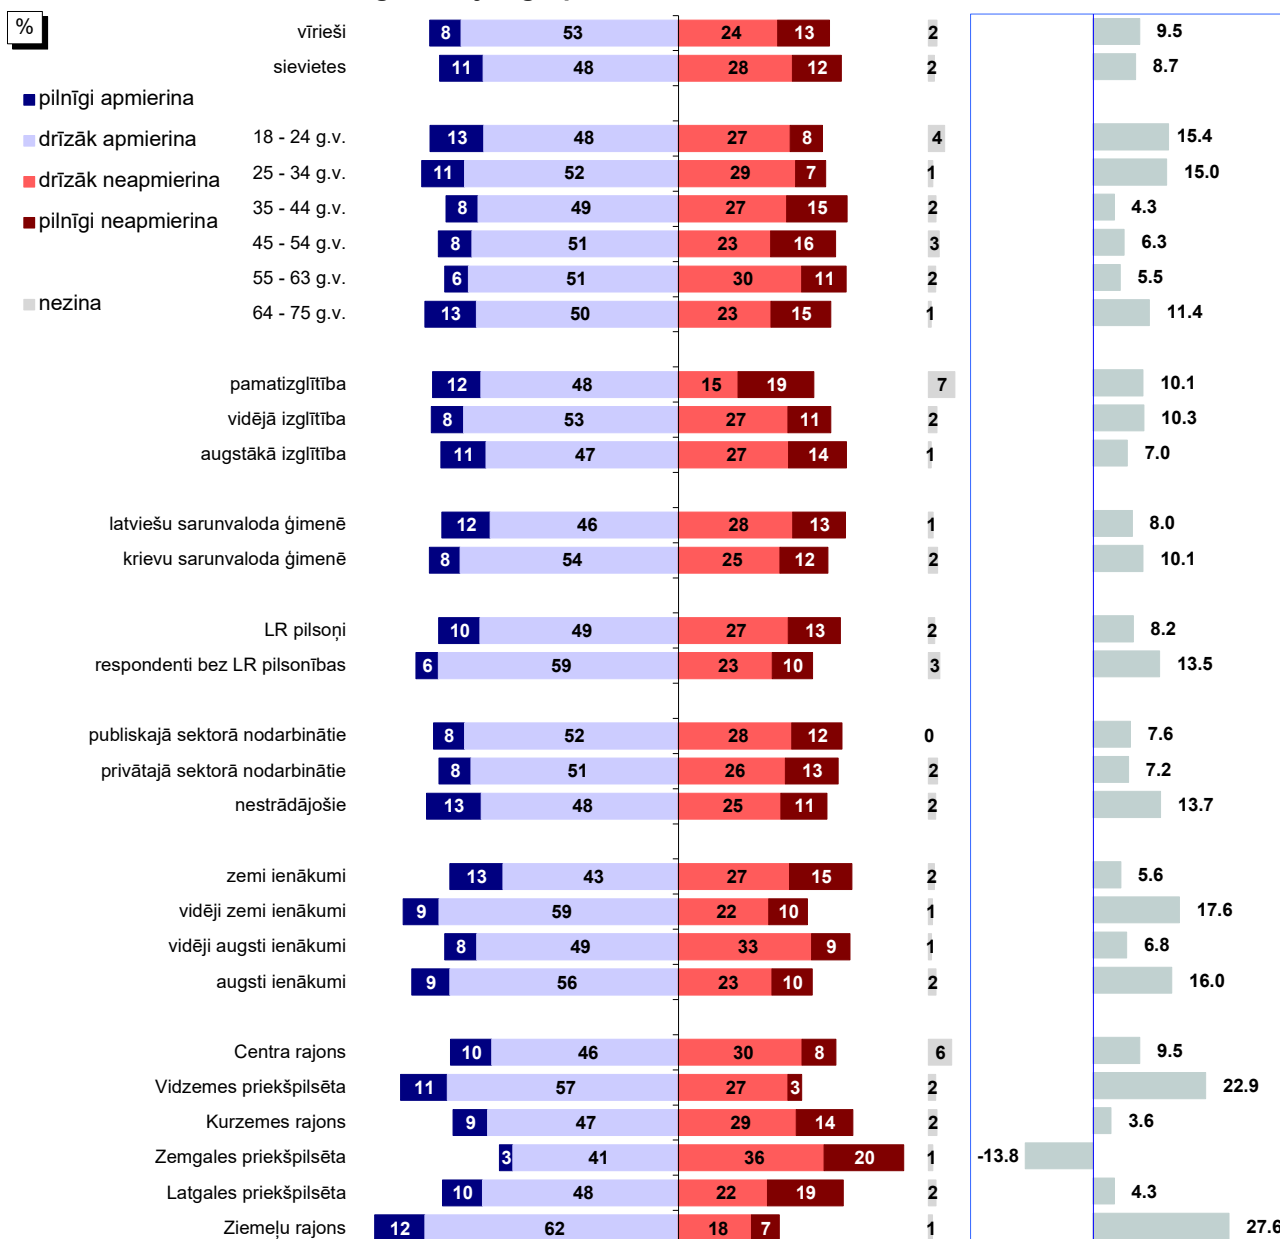 %
pilnīgi apmierina
drīzāk apmierina
drīzāk neapmierina
pilnīgi neapmierina
nezina
vīrieši 8 53 24 13 2 9.5
sievietes 11 48 28 12 2 8.7
18 - 24 g.v. 13 48 27 8 4 15.4
25 - 34 g.v. 11 52 29 7 1 15.0
35 - 44 g.v. 8 49 27 15 2 4.3
45 - 54 g.v. 8 51 23 16 3 6.3
55 - 63 g.v. 6 51 30 11 2 5.5
64 - 75 g.v. 13 50 23 15 1 11.4
pamatizglītība 12 48 15 19 7 10.1
vidējā izglītība 8 53 27 11 2 10.3
augstākā izglītība 11 47 27 14 1 7.0
latviešu sarunvaloda ģimenē 12 46 28 13 1 8.0
krievu sarunvaloda ģimenē 8 54 25 12 2 10.1
LR pilsoņi 10 49 27 13 2 8.2
respondenti bez LR pilsonības 6 59 23 10 3 13.5
publiskajā sektorā nodarbinātie 8 52 28 12 0 7.6
privātajā sektorā nodarbinātie 8 51 26 13 2 7.2
nestrādājošie 13 48 25 11 2 13.7
zemi ienākumi 13 43 27 15 2 5.6
vidēji zemi ienākumi 9 59 22 10 1 17.6
vidēji augsti ienākumi 8 49 33 9 1 6.8
augsti ienākumi 9 56 23 10 2 16.0
Centra rajons 10 46 30 8 6 9.5
Vidzemes priekšpilsēta 11 57 27 3 2 22.9
Kurzemes rajons 9 47 29 14 2 3.6
Zemgales priekšpilsēta 3 41 36 20 1 -13.8
Latgales priekšpilsēta 10 48 22 19 2 4.3
Ziemeļu rajons 12 62 18 7 1 27.6